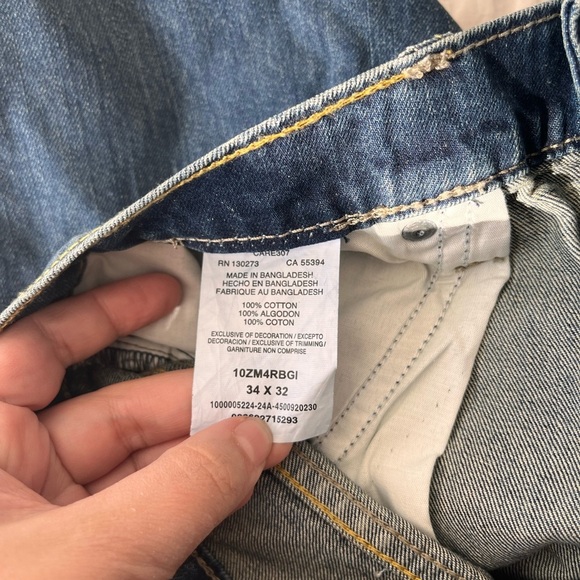 CARE307
RN 130273 CA 55394
MADE IN BANGLADESH
HECHO EN BANGLADESH
FABRIQUE AU BANGLADESH
100% COTTON
100% ALGODON
100% COTON
EXCLUSIVE OF DECORATION / EXCEPTO
DECORACION / EXCLUSIVE OF TRIMMING/
GARNITURE NON COMPRISE
10ZM4RBGI
34 X 32
1000005224-24A-4500920230